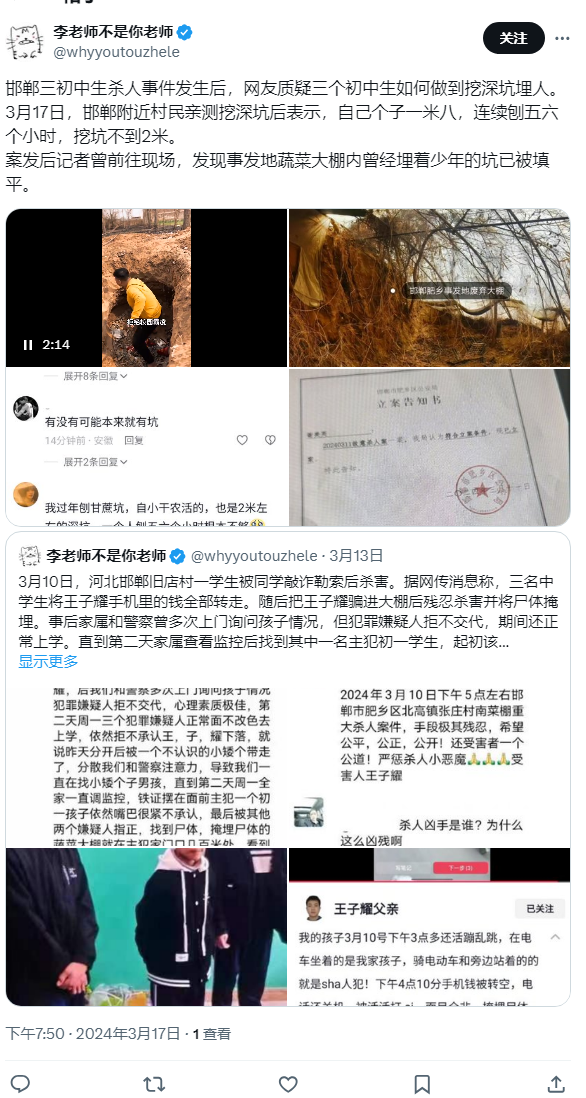 李老师不是你老师
@whyyoutouzhele
关注
邯郸三初中生杀人事件发生后，网友质疑三个初中生如何做到挖深坑埋人。
3月17日，邯郸附近村民亲测挖深坑后表示，自己个子一米八，连续刨五六
个小时，挖坑不到2米。
案发后记者曾前往现场，发现事发地蔬菜大棚内曾经埋着少年的坑已被填
平。
拒绝校园霸凌
2:14
邯郸肥乡事发地废弃大棚
展开8条回复
有没有可能本来就有坑
14分钟前 · 安徽 回复
展开2条回复
我过年刨甘蔗坑，自小干农活的，也是2米左
立案告知书
李老师不是你老师 @whyyoutouzhele · 3月13日
3月10日，河北邯郸旧店村一学生被同学敲诈勒索后杀害。据网传消息称，三名中
学生将王子耀手机里的钱全部转走。随后把王子耀骗进大棚后残忍杀害并将尸体掩
埋。事后家属和警察曾多次上门询问孩子情况，但犯罪嫌疑人拒不交代，期间还正
常上学。直到第二天家属查看监控后找到其中一名主犯初一学生，起初该...
显示更多
耀，后我们和警察多次上门询问孩子情况
犯罪嫌疑人拒不交代，心理素质极佳，第
二天周一三个犯罪嫌疑人正常面不改色去
上学，依然拒不承认王，子，耀下落，就
说昨天分开后被一个不认识的小矮个带走
了，分散我们和警察注意力，导致我们一
直在找小矮个子男孩，直到第二天周一全
家一直调监控，铁证摆在面前主犯一个初
一孩子依然嘴巴很紧不承认，最后被其他
两个嫌疑人指正，找到尸体，掩埋尸体的
蔬菜大棚就在主犯家门口几百米处，看到
2024年3月10日下午5点左右邯
郸市肥乡区北高镇张庄村南菜棚重
大杀人案件，手段极其残忍，希望
公平，公正，公开！还受害者一个
公道！严惩杀人小恶魔🙏🙏🙏受
害人王子耀
杀人凶手是谁？为什么
这么凶残啊
下一步(3)
王子耀父亲
已关注
我的孩子3月10号下午3点多还活蹦乱跳，在电
车坐着的是我家孩子，骑电动车和旁边站着的的
就是sha人犯！下午4点10分手机钱被转空，电
下午7:50 · 2024年3月17日 · 1 查看